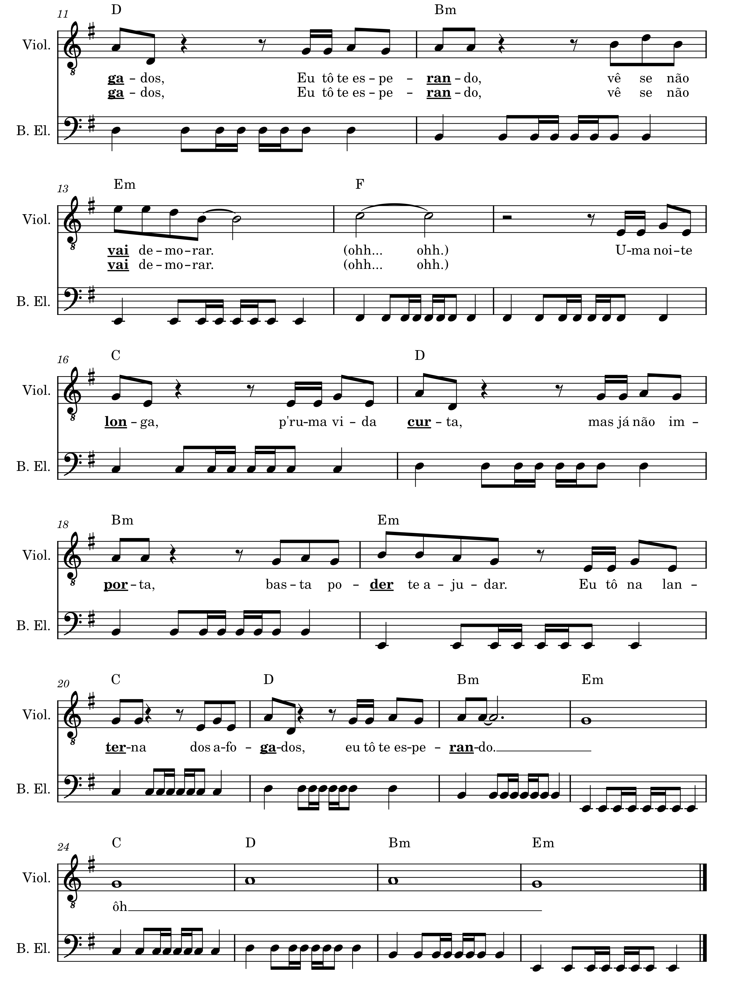 11 D Bm
Viol.
ga – dos, Eu tô te es – pe – ran – do, vê se não
ga – dos, Eu tô te es – pe – ran – do, vê se não
B. El.
13 Em F
Viol.
vai de – mo – rar. (ohh... ohh.) U – ma noi – te
vai de – mo – rar. (ohh... ohh.)
B. El.
16 C D
Viol.
lon – ga, p'ru – ma vi – da cur – ta, mas já não im –
B. El.
18 Bm Em
Viol.
por – ta, bas – ta po – der te a – ju – dar. Eu tô na lan –
B. El.
20 C D Bm Em
Viol.
ter – na dos a – fo – ga – dos, eu tô te es – pe – ran – do.
B. El.
24 C D Bm Em
Viol.
ôh
B. El.